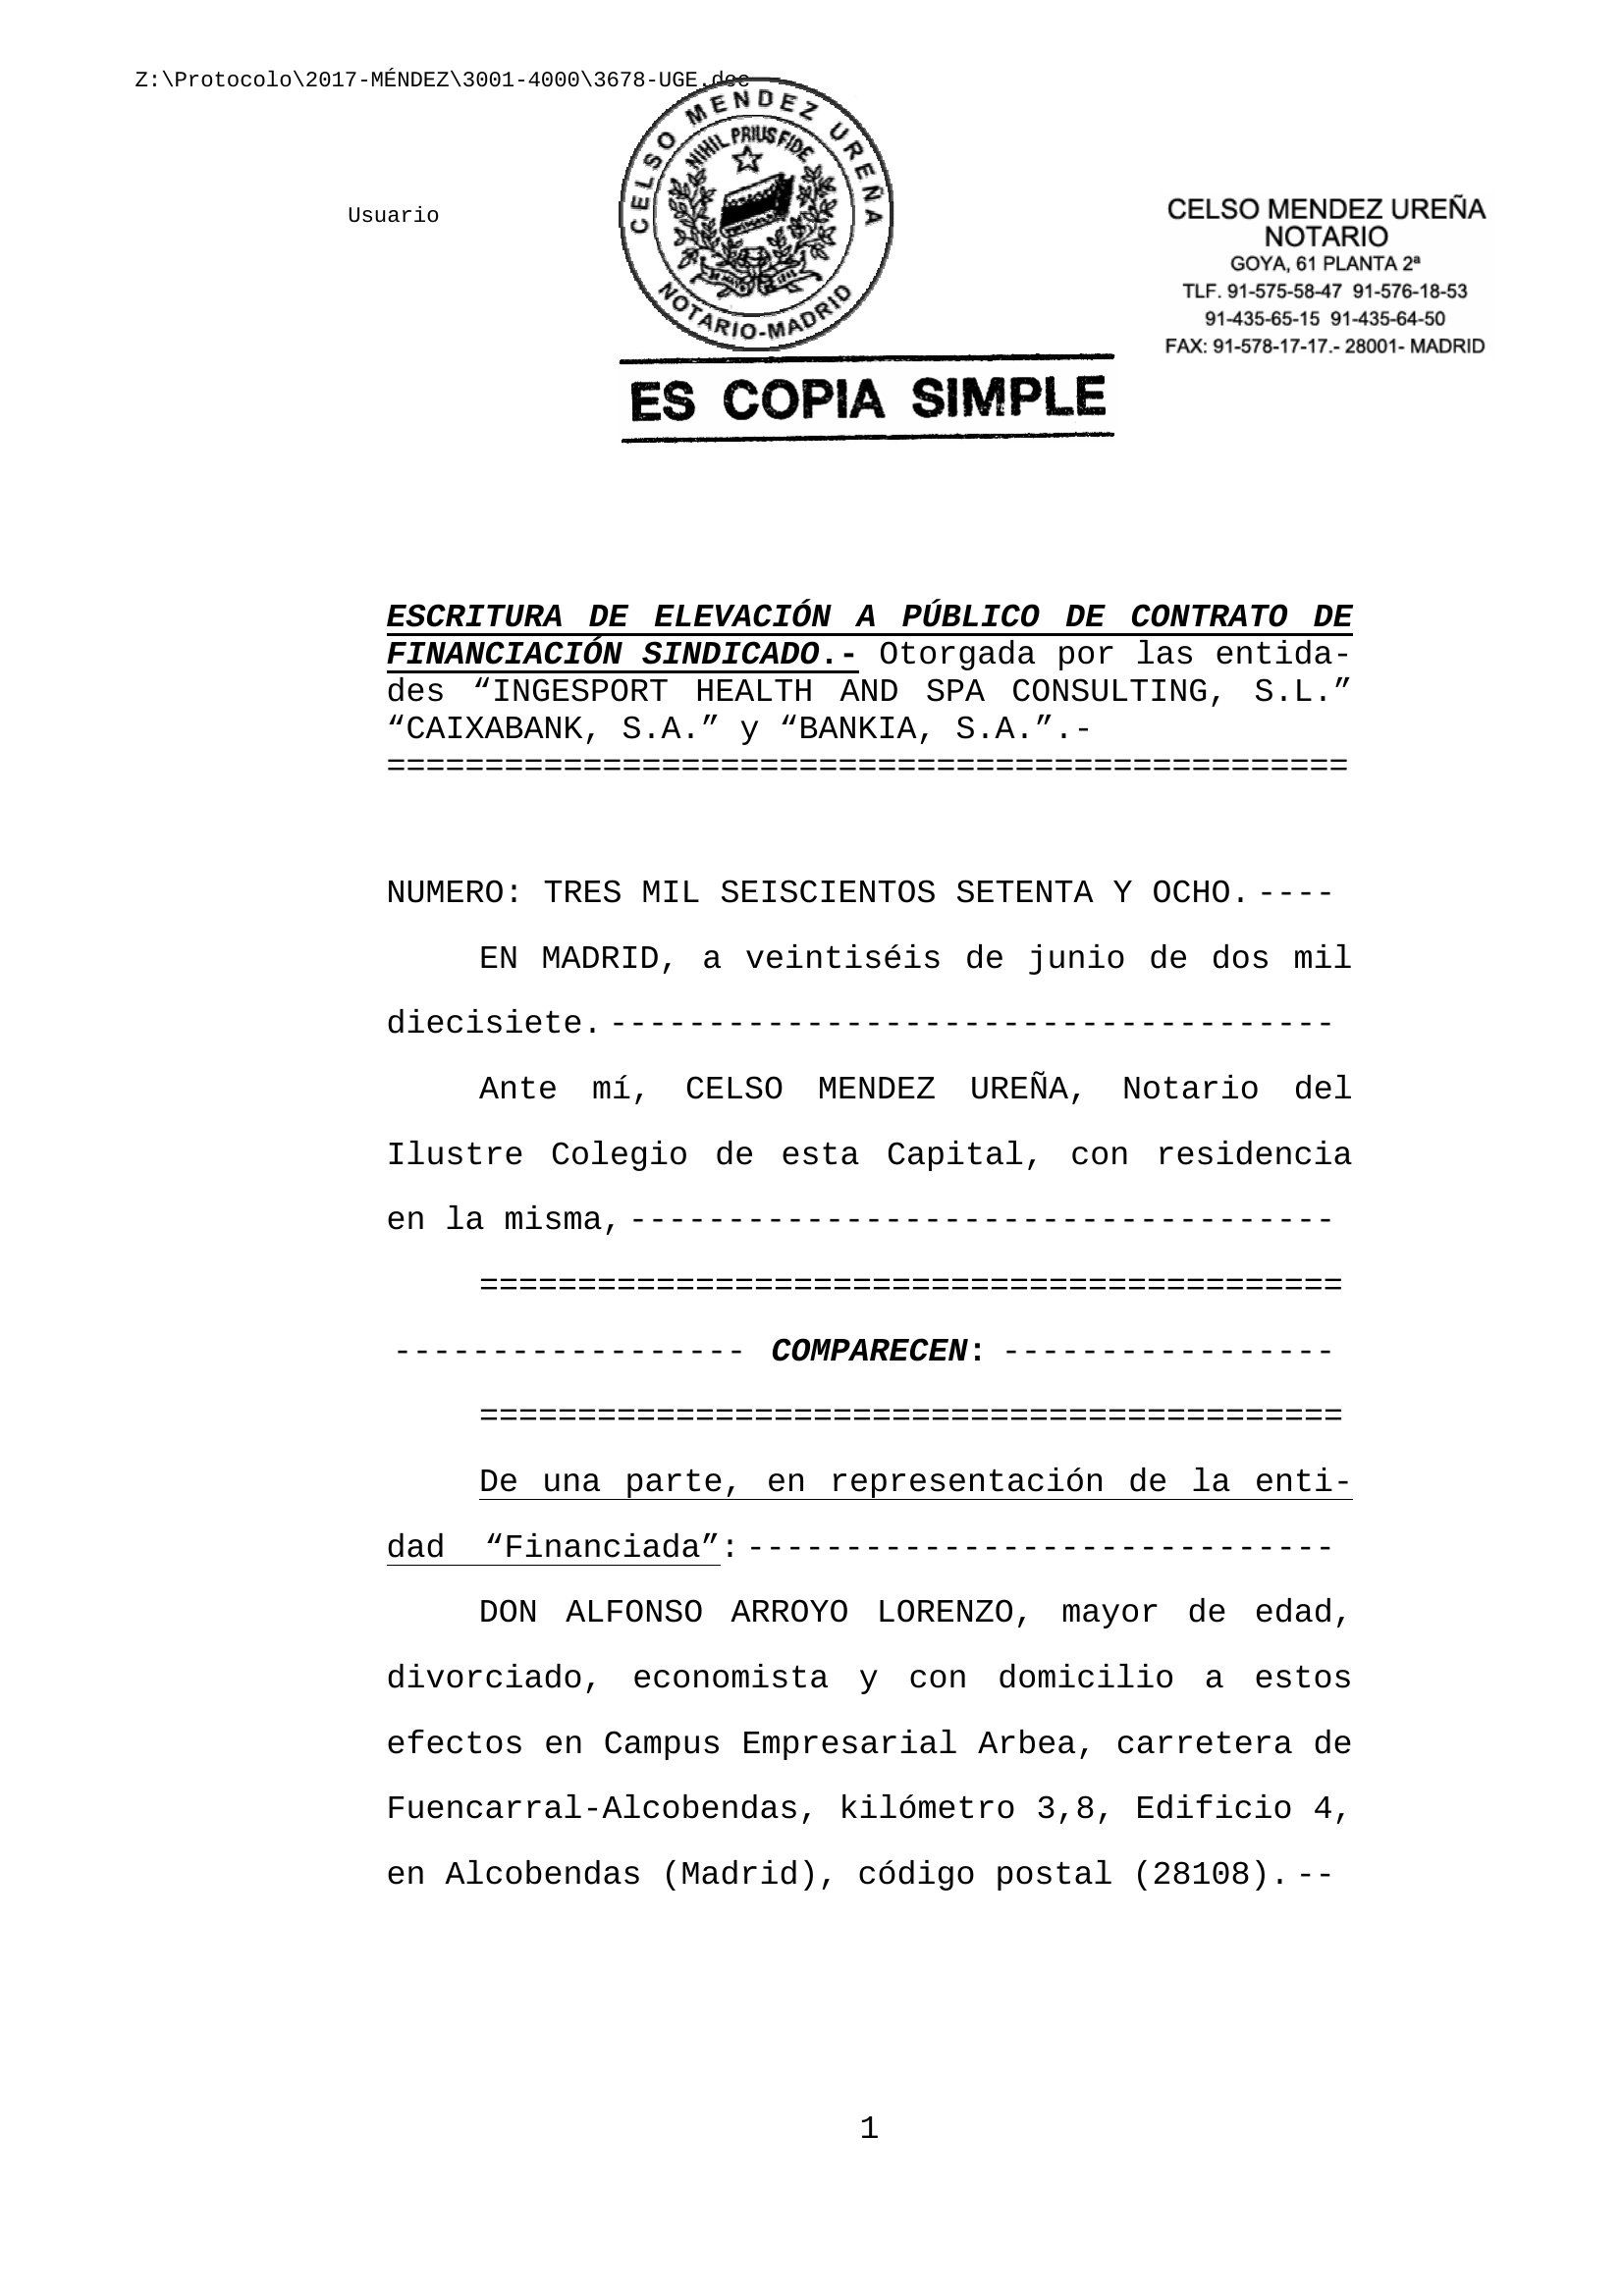 Z:\Protocolo\2017-MÉNDEZ\3001-4000\3678-UGE.doc
CELSO MENDEZ UREÑA
NIHIL PRIUS FIDE
NOTARIO-MADRID
Usuario
CELSO MENDEZ UREÑA
NOTARIO
GOYA, 61 PLANTA 2ª
TLF. 91-575-58-47 91-576-18-53
91-435-65-15 91-435-64-50
FAX: 91-578-17-17.- 28001- MADRID
ES COPIA SIMPLE
ESCRITURA DE ELEVACIÓN A PÚBLICO DE CONTRATO DE
FINANCIACIÓN SINDICADO.- Otorgada por las entida-
des “INGESPORT HEALTH AND SPA CONSULTING, S.L.”
“CAIXABANK, S.A.” y “BANKIA, S.A.”.-
=================================================
NUMERO: TRES MIL SEISCIENTOS SETENTA Y OCHO. ----
EN MADRID, a veintiséis de junio de dos mil
diecisiete. -------------------------------------
Ante mí, CELSO MENDEZ UREÑA, Notario del
Ilustre Colegio de esta Capital, con residencia
en la misma, ------------------------------------
============================================
------------------ COMPARECEN: -----------------
============================================
De una parte, en representación de la enti-
dad “Financiada”: ------------------------------
DON ALFONSO ARROYO LORENZO, mayor de edad,
divorciado, economista y con domicilio a estos
efectos en Campus Empresarial Arbea, carretera de
Fuencarral-Alcobendas, kilómetro 3,8, Edificio 4,
en Alcobendas (Madrid), código postal (28108). --
1